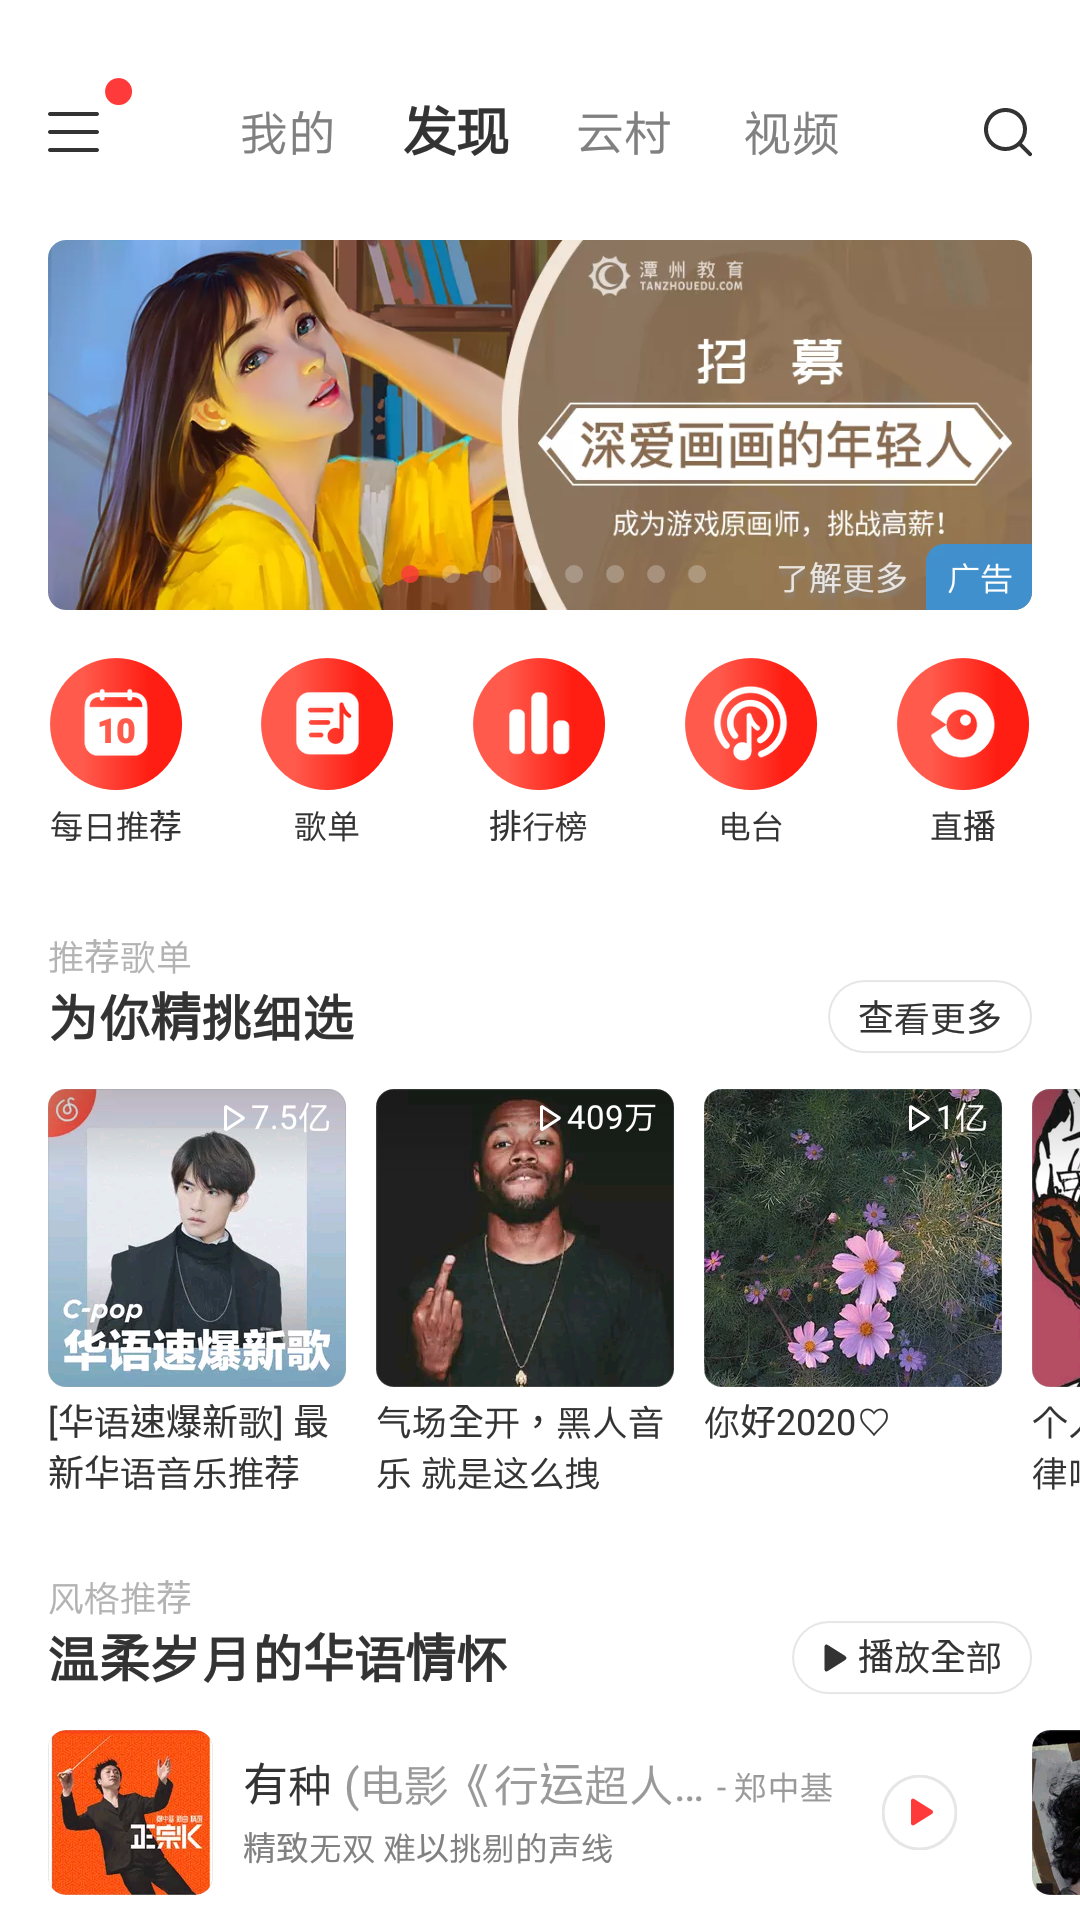 我的 发现 云村 视频
潭州教育
TANZHOUEDU.COM
招 募
深爱画画的年轻人
成为游戏原画师，挑战高薪！
了解更多 广告
10
每日推荐 歌单 排行榜 电台 直播
推荐歌单
为你精挑细选 查看更多
7.5亿 409万 1亿
C-pop
华语速爆新歌
[华语速爆新歌] 最
新华语音乐推荐
气场全开，黑人音
乐 就是这么拽
你好2020♡
个人
律
风格推荐
温柔岁月的华语情怀 播放全部
正宗K
有种 (电影《行运超人... - 郑中基
精致无双 难以挑剔的声线